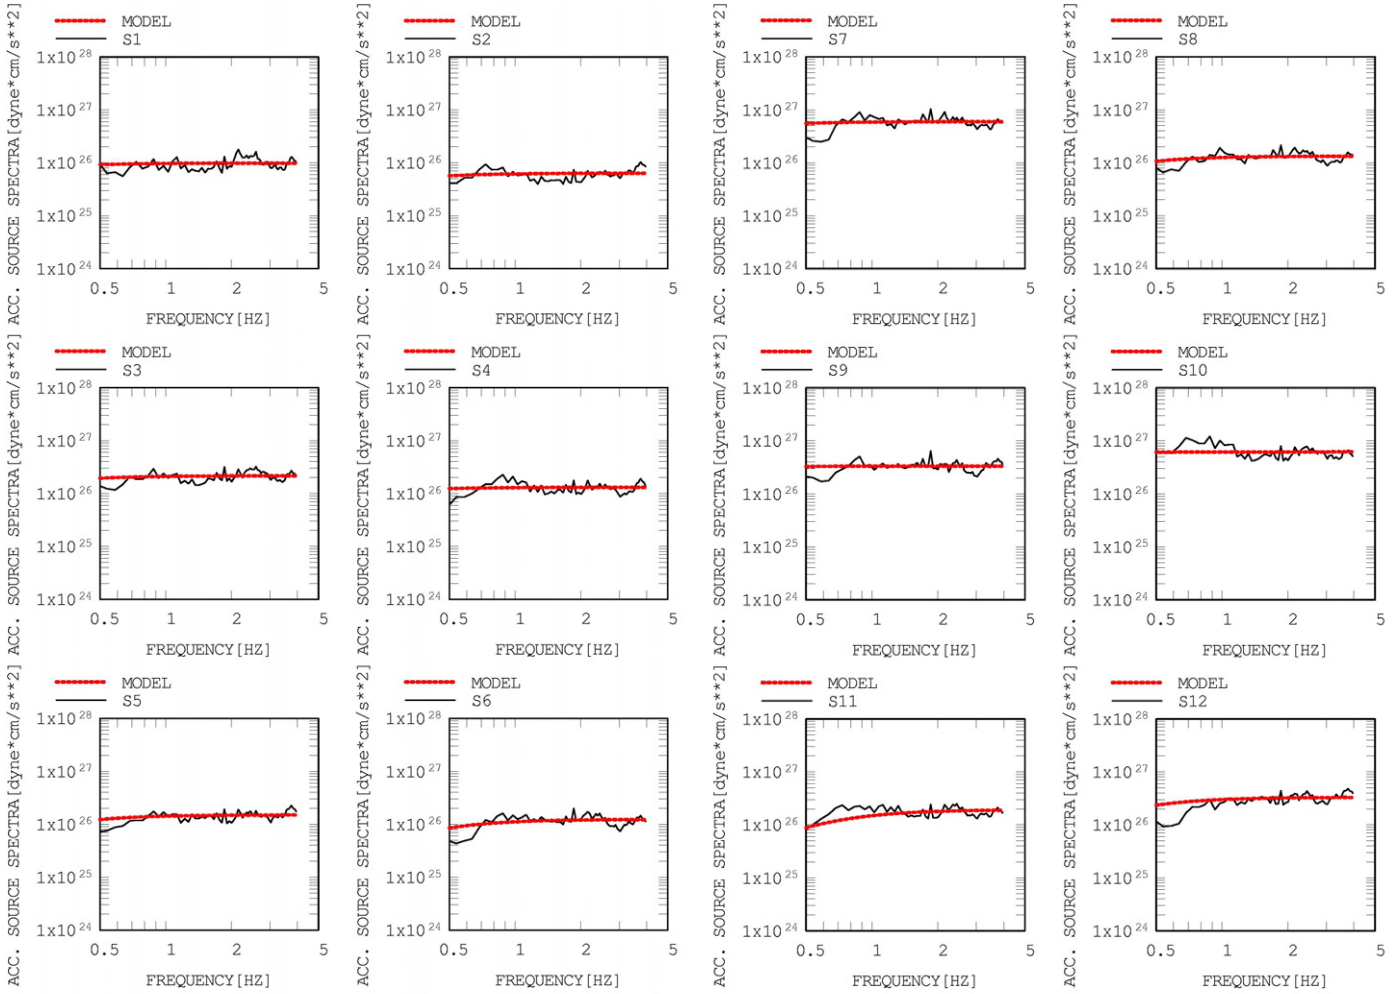 ACC. SOURCE SPECTRA[dyne*cm/s**2]
MODEL
S1
1x10 28
1x10 27
1x10 26
1x10 25
1x10 24
0.5 1 2 5
FREQUENCY[HZ]
ACC. SOURCE SPECTRA[dyne*cm/s**2]
MODEL
S2
0.5 1 2 5
FREQUENCY[HZ]
ACC. SOURCE SPECTRA[dyne*cm/s**2]
MODEL
S7
1x10 28
1x10 27
1x10 26
1x10 25
1x10 24
0.5 1 2 5
FREQUENCY[HZ]
ACC. SOURCE SPECTRA[dyne*cm/s**2]
MODEL
S8
1x10 28
1x10 27
1x10 26
1x10 25
1x10 24
0.5 1 2 5
FREQUENCY[HZ]
ACC. SOURCE SPECTRA[dyne*cm/s**2]
MODEL
S3
1x10 28
1x10 27
1x10 26
1x10 25
1x10 24
0.5 1 2 5
FREQUENCY[HZ]
ACC. SOURCE SPECTRA[dyne*cm/s**2]
MODEL
S4
1x10 28
1x10 27
1x10 26
1x10 25
1x10 24
0.5 1 2 5
FREQUENCY[HZ]
ACC. SOURCE SPECTRA[dyne*cm/s**2]
MODEL
S9
1x10 28
1x10 27
1x10 26
1x10 25
1x10 24
0.5 1 2 5
FREQUENCY[HZ]
ACC. SOURCE SPECTRA[dyne*cm/s**2]
MODEL
S10
1x10 28
1x10 27
1x10 26
1x10 25
1x10 24
0.5 1 2 5
FREQUENCY[HZ]
ACC. SOURCE SPECTRA[dyne*cm/s**2]
MODEL
S5
1x10 28
1x10 27
1x10 26
1x10 25
1x10 24
0.5 1 2 5
FREQUENCY[HZ]
ACC. SOURCE SPECTRA[dyne*cm/s**2]
MODEL
S6
1x10 28
1x10 27
1x10 26
1x10 25
1x10 24
0.5 1 2 5
FREQUENCY[HZ]
ACC. SOURCE SPECTRA[dyne*cm/s**2]
MODEL
S11
1x10 28
1x10 27
1x10 26
1x10 25
1x10 24
0.5 1 2 5
FREQUENCY[HZ]
ACC. SOURCE SPECTRA[dyne*cm/s**2]
MODEL
S12
1x10 28
1x10 27
1x10 26
1x10 25
1x10 24
0.5 1 2 5
FREQUENCY[HZ]